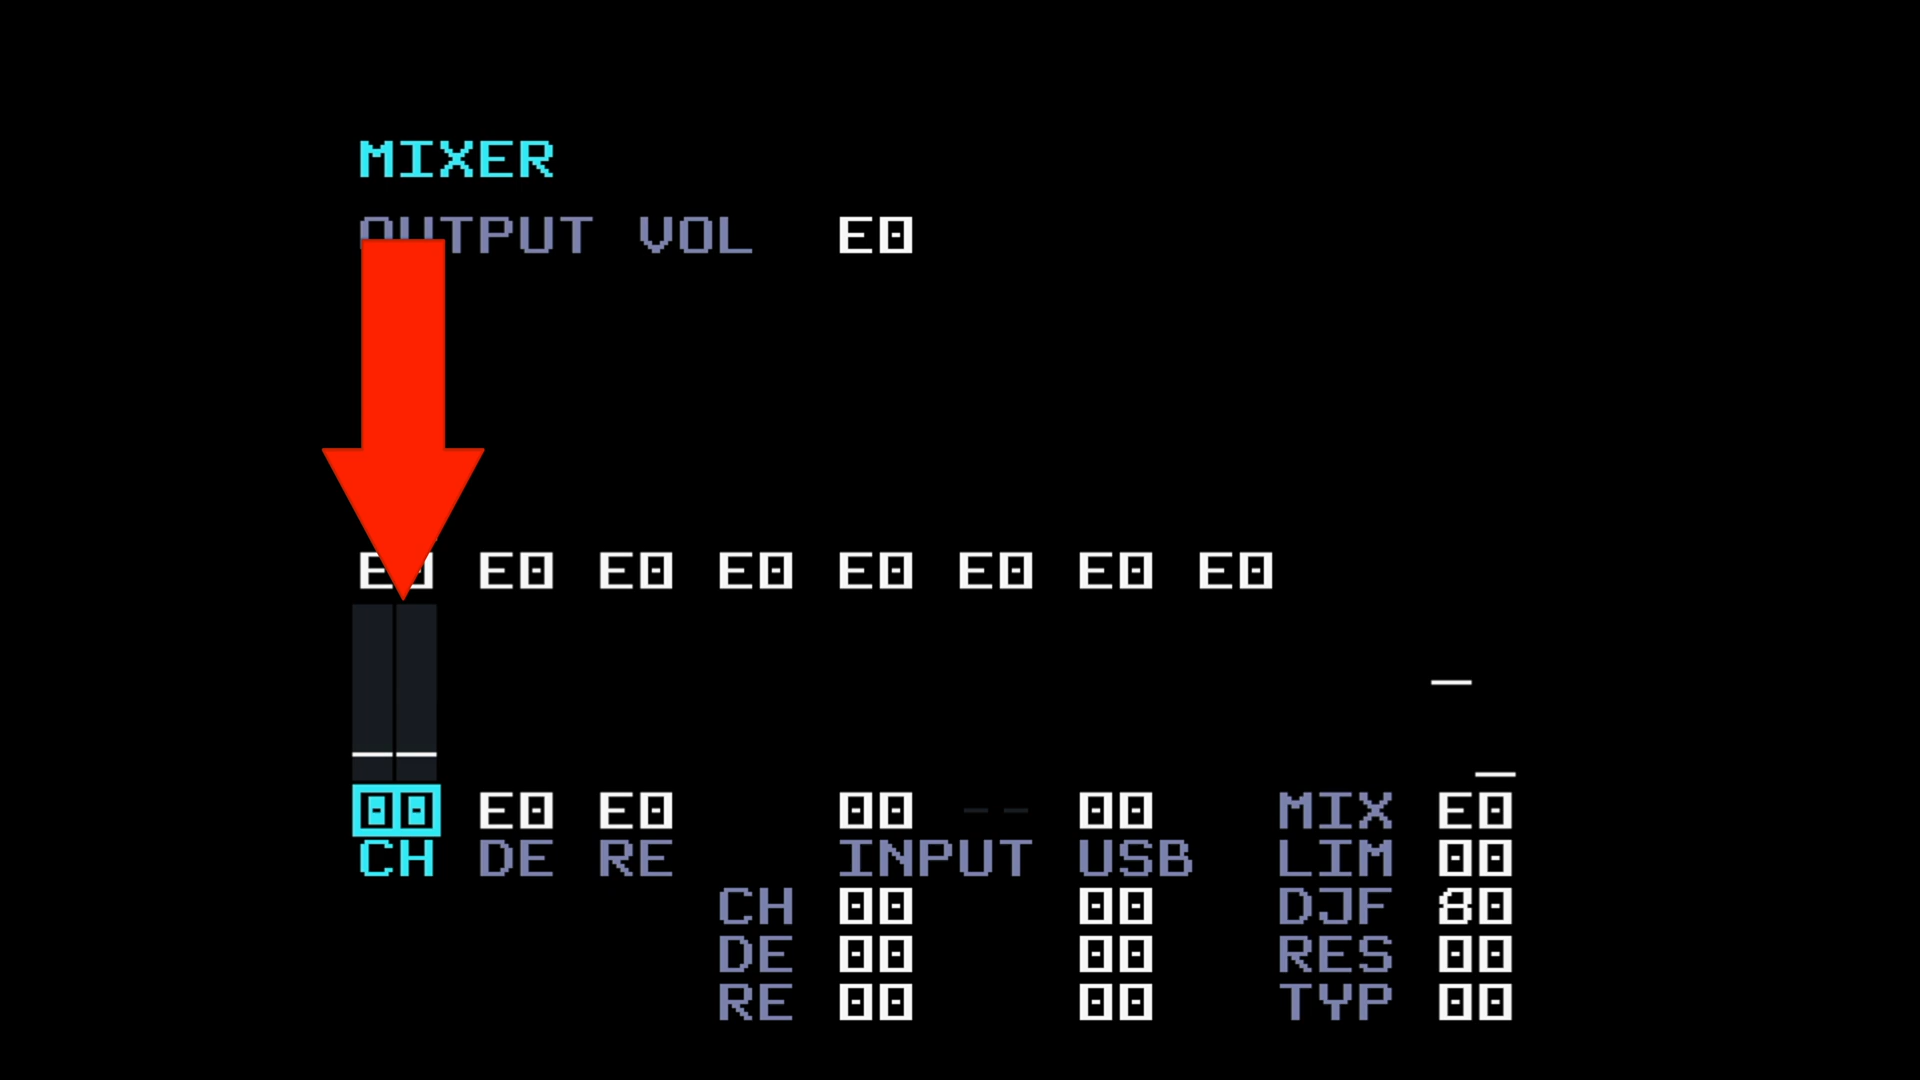 MIXER
OUTPUT VOL E0
E0 E0 E0 E0 E0 E0 E0 E0
00 E0 E0 00 -- 00 MIX E0
CH DE RE INPUT USB LIM 00
CH 00 00 DJF 80
DE 00 00 RES 00
RE 00 00 TYP 00